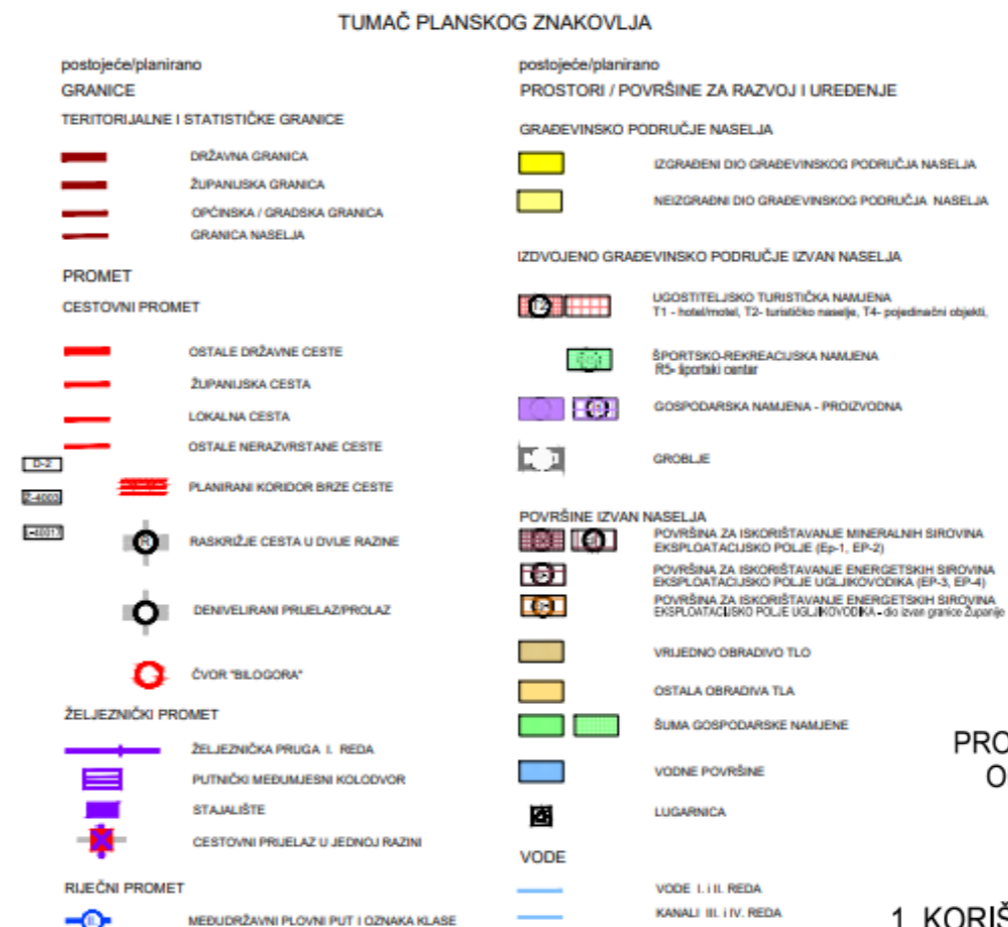 TUMAČ PLANSKOG ZNAKOVLJA
postojeće/planirano
GRANICE
TERITORIJALNE I STATISTIČKE GRANICE
DRŽAVNA GRANICA
ŽUPANIJSKA GRANICA
OPĆINSKA / GRADSKA GRANICA
GRANICA NASELJA
PROMET
CESTOVNI PROMET
OSTALE DRŽAVNE CESTE
ŽUPANIJSKA CESTA
LOKALNA CESTA
OSTALE NERAZVRSTANE CESTE
D-2
Ž-4003
PLANIRANI KORIDOR BRZE CESTE
R
RASKRIŽJE CESTA U DVIJE RAZINE
DENIVELIRANI PRIJELAZ/PROLAZ
ČVOR "BILOGORA"
ŽELJEZNIČKI PROMET
ŽELJEZNIČKA PRUGA I. REDA
PUTNIČKI MEĐUMJESNI KOLODVOR
STAJALIŠTE
CESTOVNI PRIJELAZ U JEDNOJ RAZINI
RIJEČNI PROMET
MEĐUDRŽAVNI PLOVNI PUT I OZNAKA KLASE
postojeće/planirano
PROSTORI / POVRŠINE ZA RAZVOJ I UREĐENJE
GRAĐEVINSKO PODRUČJE NASELJA
IZGRAĐENI DIO GRAĐEVINSKOG PODRUČJA NASELJA
NEIZGRAĐNI DIO GRAĐEVINSKOG PODRUČJA NASELJA
IZDVOJENO GRAĐEVINSKO PODRUČJE IZVAN NASELJA
T2
UGOSTITELJSKO TURISTIČKA NAMJENA
T1 - hotel/motel, T2- turističko naselje, T4- pojedinačni objekti,
ŠPORTSKO-REKREACIJSKA NAMJENA
R5- športski centar
GOSPODARSKA NAMJENA - PROIZVODNA
GROBLJE
POVRŠINE IZVAN NASELJA
POVRŠINA ZA ISKORIŠTAVANJE MINERALNIH SIROVINA
EKSPLOATACIJSKO POLJE (Ep-1, EP-2)
POVRŠINA ZA ISKORIŠTAVANJE ENERGETSKIH SIROVINA
EKSPLOATACIJSKO POLJE UGLJIKOVODIKA (EP-3, EP-4)
POVRŠINA ZA ISKORIŠTAVANJE ENERGETSKIH SIROVINA
EKSPLOATACIJSKO POLJE UGLJIKOVODIKA - dio izvan granice Županije
VRIJEDNO OBRADIVO TLO
OSTALA OBRADIVA TLA
ŠUMA GOSPODARSKE NAMJENE
VODNE POVRŠINE
LUGARNICA
VODE
VODE I. i II. REDA
KANALI III. i IV. REDA
PRO
O
1. KORIŠ